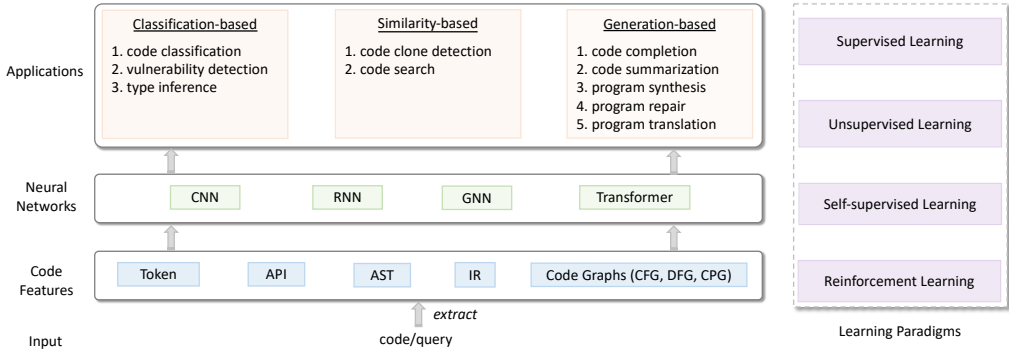 Applications
Classification-based
1. code classification
2. vulnerability detection
3. type inference
Similarity-based
1. code clone detection
2. code search
Generation-based
1. code completion
2. code summarization
3. program synthesis
4. program repair
5. program translation
Neural
Networks
CNN
RNN
GNN
Transformer
Code
Features
Token
API
AST
IR
Code Graphs (CFG, DFG, CPG)
extract
Input
code/query
Supervised Learning
Unsupervised Learning
Self-supervised Learning
Reinforcement Learning
Learning Paradigms